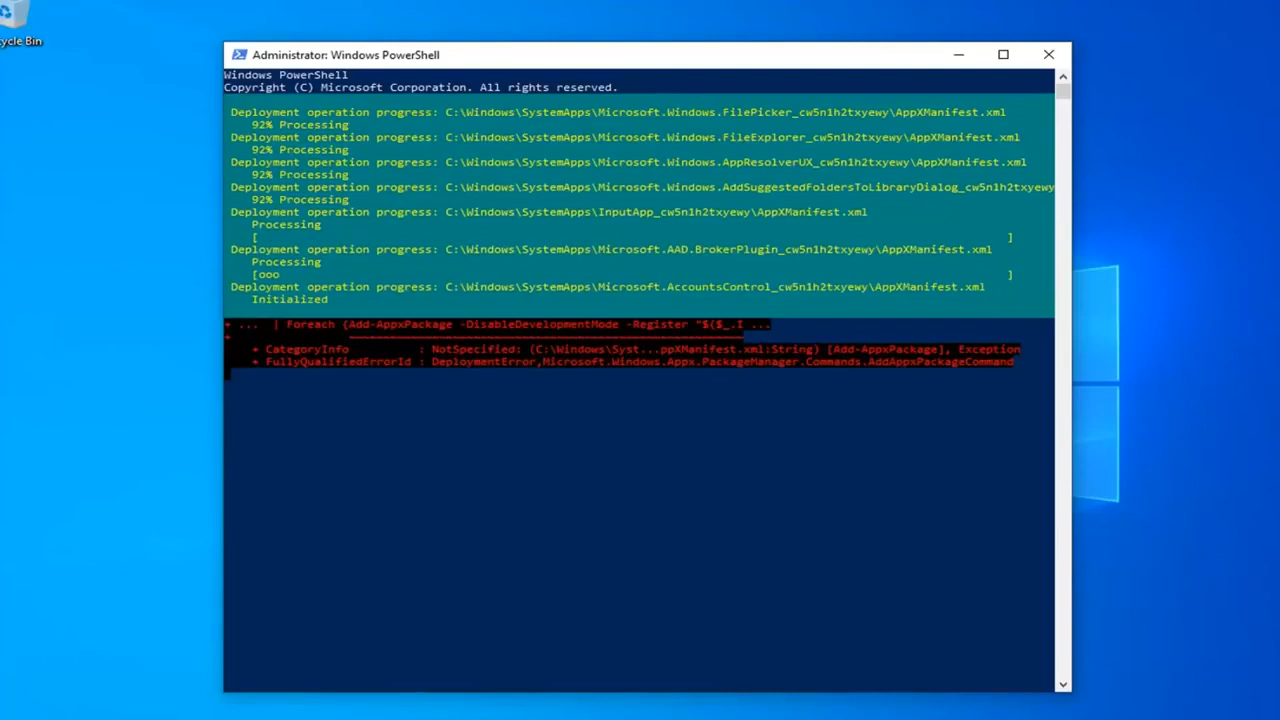 cycle Bin
Administrator: Windows PowerShell
Windows PowerShell
Copyright (C) Microsoft Corporation. All rights reserved.
Deployment operation progress: C:\Windows\SystemApps\Microsoft.Windows.FilePicker_cw5n1h2txyewy\AppXManifest.xml
92% Processing
Deployment operation progress: C:\Windows\SystemApps\Microsoft.Windows.FileExplorer_cw5n1h2txyewy\AppXManifest.xml
92% Processing
Deployment operation progress: C:\Windows\SystemApps\Microsoft.Windows.AppResolverUX_cw5n1h2txyewy\AppXManifest.xml
92% Processing
Deployment operation progress: C:\Windows\SystemApps\Microsoft.Windows.AddSuggestedFoldersToLibraryDialog_cw5n1h2txyewy
92% Processing
Deployment operation progress: C:\Windows\SystemApps\InputApp_cw5n1h2txyewy\AppXManifest.xml
Processing
[ ]
Deployment operation progress: C:\Windows\SystemApps\Microsoft.AAD.BrokerPlugin_cw5n1h2txyewy\AppXManifest.xml
Processing
[ooo ]
Deployment operation progress: C:\Windows\SystemApps\Microsoft.AccountsControl_cw5n1h2txyewy\AppXManifest.xml
Initialized
+ ... | Foreach {Add-AppxPackage -DisableDevelopmentMode -Register "$($_.I ...
+ ~~~~~~~~~~~~~~~~~~~~~~~~~~~~~~~~~~~~~~~~~~~~~~~~~~~~~~~~~
+ CategoryInfo : NotSpecified: (C:\Windows\Syst...ppXManifest.xml:String) [Add-AppxPackage], Exception
+ FullyQualifiedErrorId : DeploymentError,Microsoft.Windows.Appx.PackageManager.Commands.AddAppxPackageCommand